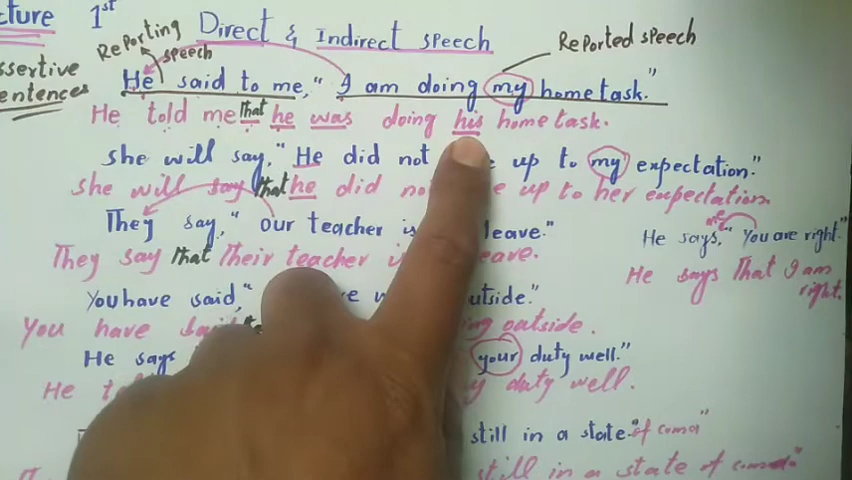 cture 1st Direct & Indirect speech
Reporting speech
Reported speech
ssertive
entences
He said to me, "I am doing my home task."
He told me that he was doing his home task.
she will say, "He did not up to my expectation."
she will say that he did no up to her expectation.
They say, "our teacher is leave."
They say that Their teacher leave.
me
He says, "You are right."
He says That I am
right.
You have said, outside."
You have outside.
He says your duty well."
He duty well.
still in a state." of coma"
still in a state of coma"